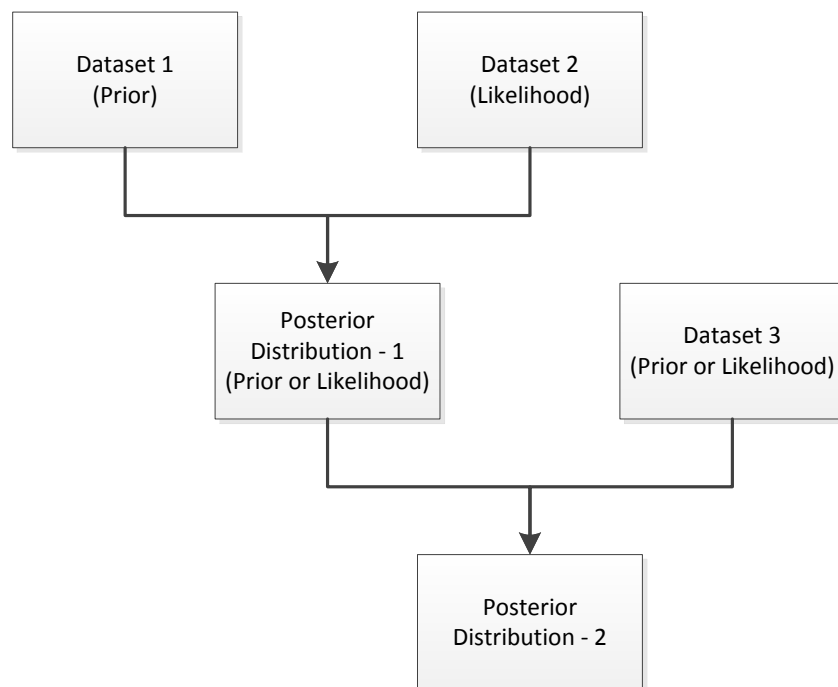 Dataset 1
(Prior)
Dataset 2
(Likelihood)
Posterior
Distribution - 1
(Prior or Likelihood)
Dataset 3
(Prior or Likelihood)
Posterior
Distribution - 2